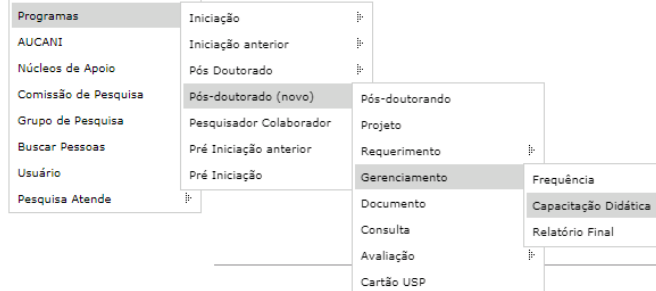 Programas
AUCANI
Núcleos de Apoio
Comissão de Pesquisa
Grupo de Pesquisa
Buscar Pessoas
Usuário
Pesquisa Atende
Iniciação
Iniciação anterior
Pós Doutorado
Pós-doutorado (novo)
Pesquisador Colaborador
Pré Iniciação anterior
Pré Iniciação
Pós-doutorando
Projeto
Requerimento
Gerenciamento
Documento
Consulta
Avaliação
Cartão USP
Frequência
Capacitação Didática
Relatório Final